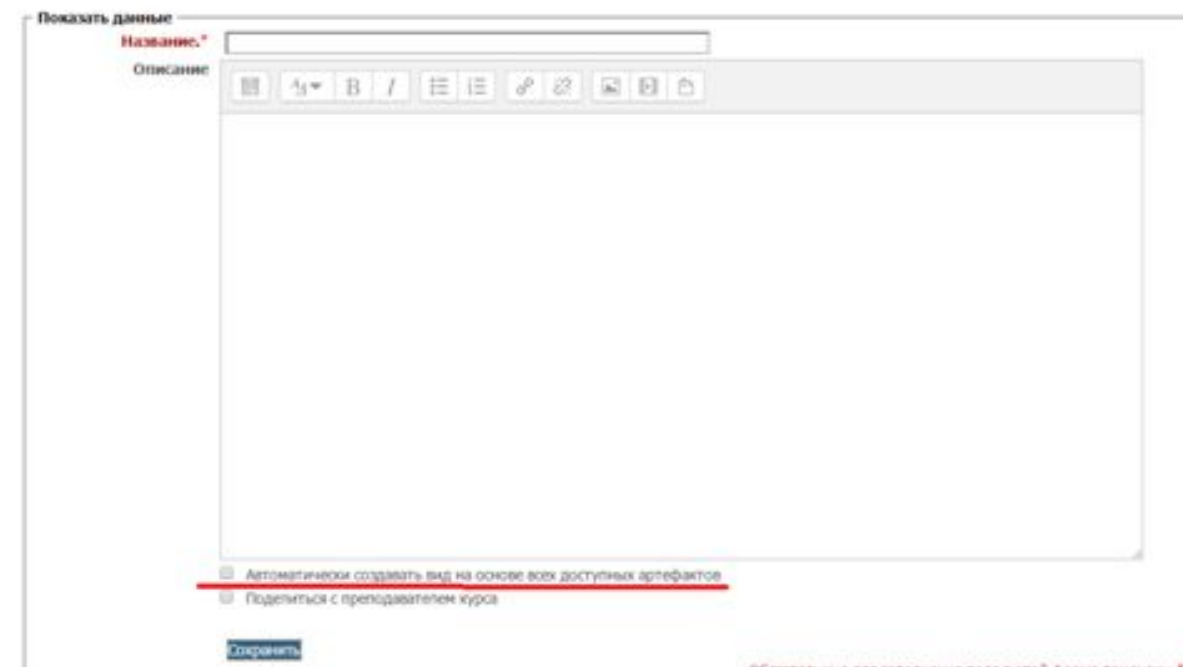 Показать данные
Название.*
Описание
B I
Автоматически создавать вид на основе всех доступных артефактов
Поделиться с преподавателем курса
Сохранить